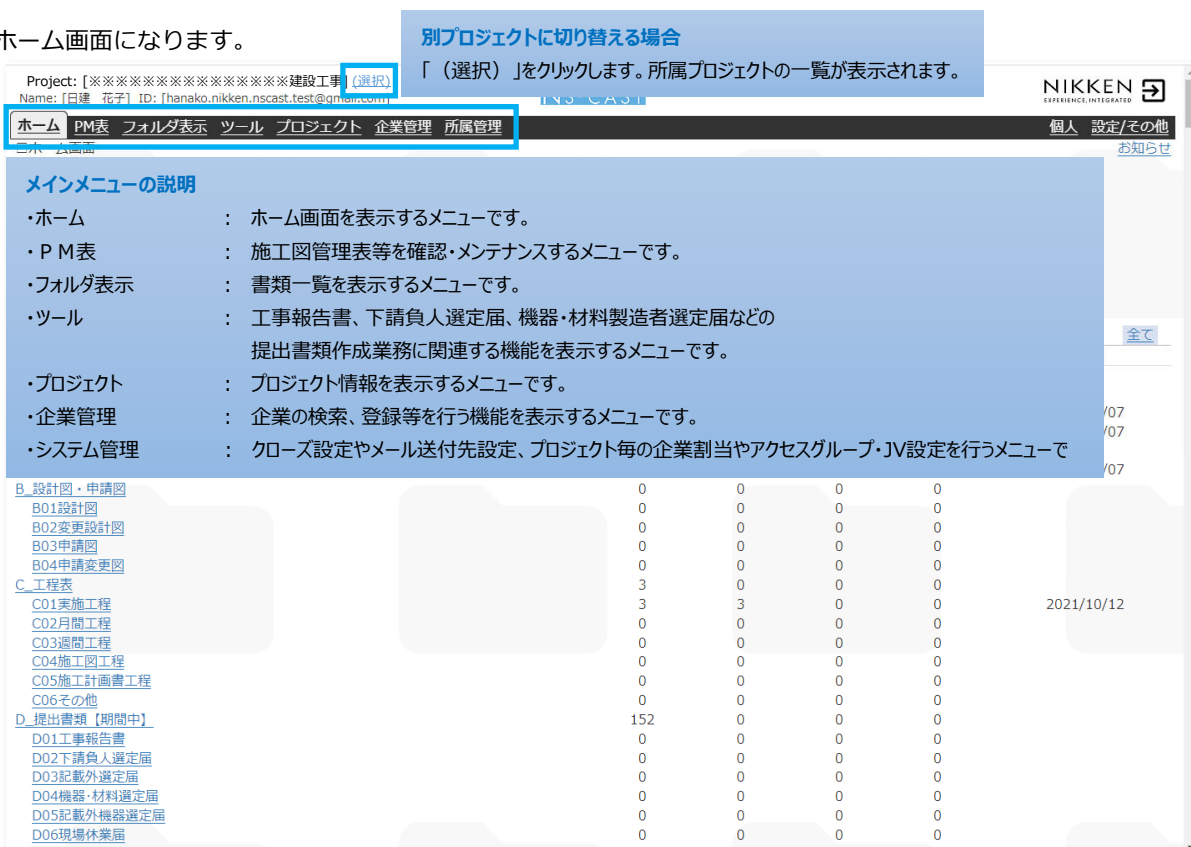 ホーム画面になります。
別プロジェクトに切り替える場合
「（選択）」をクリックします。所属プロジェクトの一覧が表示されます。
Project: [※※※※※※※※※※※※※※※建設工事] (選択)
Name: [日建 花子] ID: [hanako.nikken.nscast.test@gmail.com]
NS-CAST
NIKKEN
EXPERIENCE, INTEGRATED
ホーム PM表 フォルダ表示 ツール プロジェクト 企業管理 所属管理 個人 設定/その他
ホーム画面 お知らせ
メインメニューの説明
・ホーム : ホーム画面を表示するメニューです。
・ＰＭ表 : 施工図管理表等を確認・メンテナンスするメニューです。
・フォルダ表示 : 書類一覧を表示するメニューです。
・ツール : 工事報告書、下請負人選定届、機器・材料製造者選定届などの
提出書類作成業務に関連する機能を表示するメニューです。
全て
・プロジェクト : プロジェクト情報を表示するメニューです。
・企業管理 : 企業の検索、登録等を行う機能を表示するメニューです。
/07
/07
・システム管理 : クローズ設定やメール送付先設定、プロジェクト毎の企業割当やアクセスグループ・JV設定を行うメニューで
/07
B_設計図・申請図 0 0 0 0
B01設計図 0 0 0 0
B02変更設計図 0 0 0 0
B03申請図 0 0 0 0
B04申請変更図 0 0 0 0
C_工程表 3 0 0 0
C01実施工程 3 3 0 0 2021/10/12
C02月間工程 0 0 0 0
C03週間工程 0 0 0 0
C04施工図工程 0 0 0 0
C05施工計画書工程 0 0 0 0
C06その他 0 0 0 0
D_提出書類【期間中】 152 0 0 0
D01工事報告書 0 0 0 0
D02下請負人選定届 0 0 0 0
D03記載外選定届 0 0 0 0
D04機器・材料選定届 0 0 0 0
D05記載外機器選定届 0 0 0 0
D06現場休業届 0 0 0 0